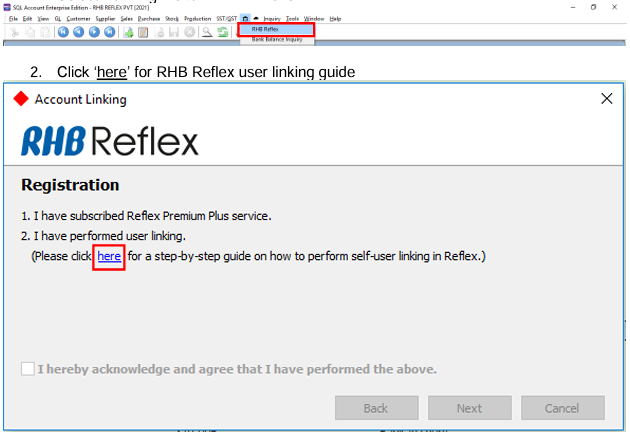 SQL Account Enterprise Edition - RHB REFLEX PVT [2021]
File Edit View GL Customer Supplier Sales Purchase Stock Production SST/GST Inquiry Tools Window Help
RHB Reflex
Bank Balance Inquiry
2. Click ‘here’ for RHB Reflex user linking guide
Account Linking
RHB Reflex
Registration
1. I have subscribed Reflex Premium Plus service.
2. I have performed user linking.
(Please click here for a step-by-step guide on how to perform self-user linking in Reflex.)
I hereby acknowledge and agree that I have performed the above.
Back Next Cancel